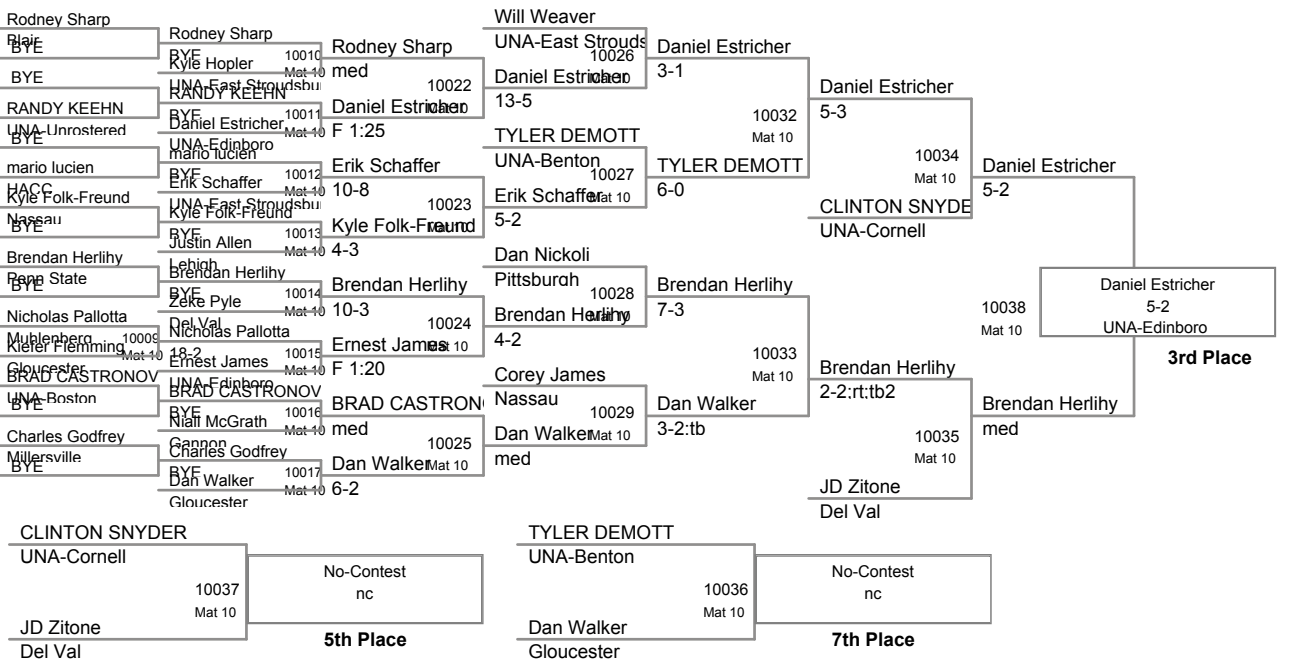 Rodney Sharp
Blair
BYE
BYE
RANDY KEEHN
UNA-Unrostered
BYE
mario lucien
HACC
Kyle Folk-Freund
Nassau
BYE
Brendan Herlihy
Penn State
BYE
Nicholas Pallotta
Muhlenberg
10009
Mat 10
Kiefer Flemming
Gloucester
BRAD CASTRONOV
UNA-Boston
BYE
Charles Godfrey
Millersville
BYE
Rodney Sharp
BYE
10010
Mat 10
Kyle Hopler
UNA-East Stroudsbu
RANDY KEEHN
BYE
10011
Mat 10
Daniel Estricher
UNA-Edinboro
mario lucien
BYE
10012
Mat 10
Erik Schaffer
UNA-East Stroudsbu
Kyle Folk-Freund
BYE
10013
Mat 10
Justin Allen
Lehigh
Brendan Herlihy
BYE
10014
Mat 10
Zeke Pyle
Del Val
Nicholas Pallotta
18-2
10015
Mat 10
Ernest James
UNA-Edinboro
BRAD CASTRONOV
BYE
10016
Mat 10
Niall McGrath
Gannon
Charles Godfrey
BYE
10017
Mat 10
Dan Walker
Gloucester
Rodney Sharp
med
10022
Mat 10
Daniel Estricher
F 1:25
Erik Schaffer
10-8
10023
Mat 10
Kyle Folk-Freund
4-3
Brendan Herlihy
10-3
10024
Mat 10
Ernest James
F 1:20
BRAD CASTRON
med
10025
Mat 10
Dan Walker
6-2
Will Weaver
UNA-East Strouds
10026
Mat 10
Daniel Estricher
13-5
TYLER DEMOTT
UNA-Benton
10027
Mat 10
Erik Schaffer
5-2
Dan Nickoli
Pittsburgh
10028
Mat 10
Brendan Herlihy
4-2
Corey James
Nassau
10029
Mat 10
Dan Walker
med
Daniel Estricher
3-1
10032
Mat 10
TYLER DEMOTT
6-0
Brendan Herlihy
7-3
10033
Mat 10
Dan Walker
3-2:tb
Daniel Estricher
5-3
10034
Mat 10
CLINTON SNYDE
UNA-Cornell
Brendan Herlihy
2-2;rt;tb2
10035
Mat 10
JD Zitone
Del Val
Daniel Estricher
5-2
10038
Mat 10
Brendan Herlihy
med
Daniel Estricher
5-2
UNA-Edinboro
3rd Place
CLINTON SNYDER
UNA-Cornell
10037
Mat 10
JD Zitone
Del Val
No-Contest
nc
5th Place
TYLER DEMOTT
UNA-Benton
10036
Mat 10
Dan Walker
Gloucester
No-Contest
nc
7th Place